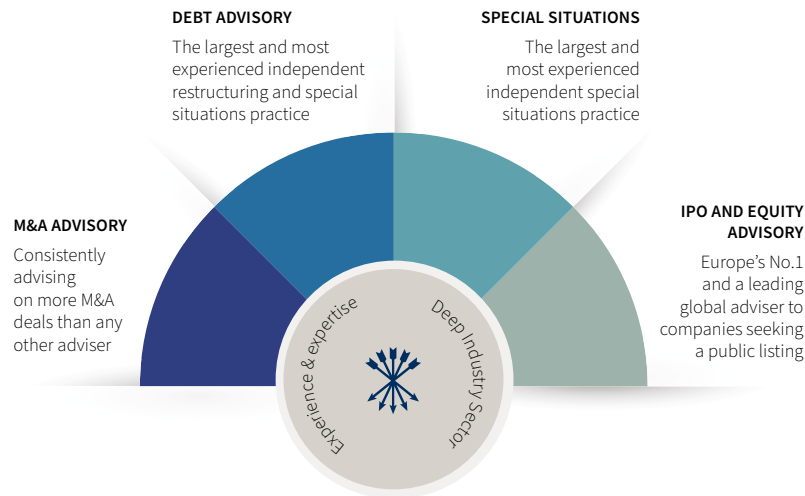 DEBT ADVISORY
The largest and most
experienced independent
restructuring and special
situations practice
SPECIAL SITUATIONS
The largest and
most experienced
independent special
situations practice
M&A ADVISORY
Consistently
advising
on more M&A
deals than any
other adviser
IPO AND EQUITY
ADVISORY
Europe’s No.1
and a leading
global adviser to
companies seeking
a public listing
Experience & expertise
Deep Industry Sector